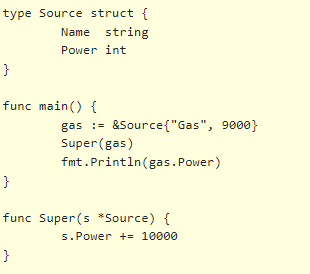 type Source struct {
        Name  string
        Power int
}

func main() {
        gas := &Source{"Gas", 9000}
        Super(gas)
        fmt.Println(gas.Power)
}

func Super(s *Source) {
        s.Power += 10000
}